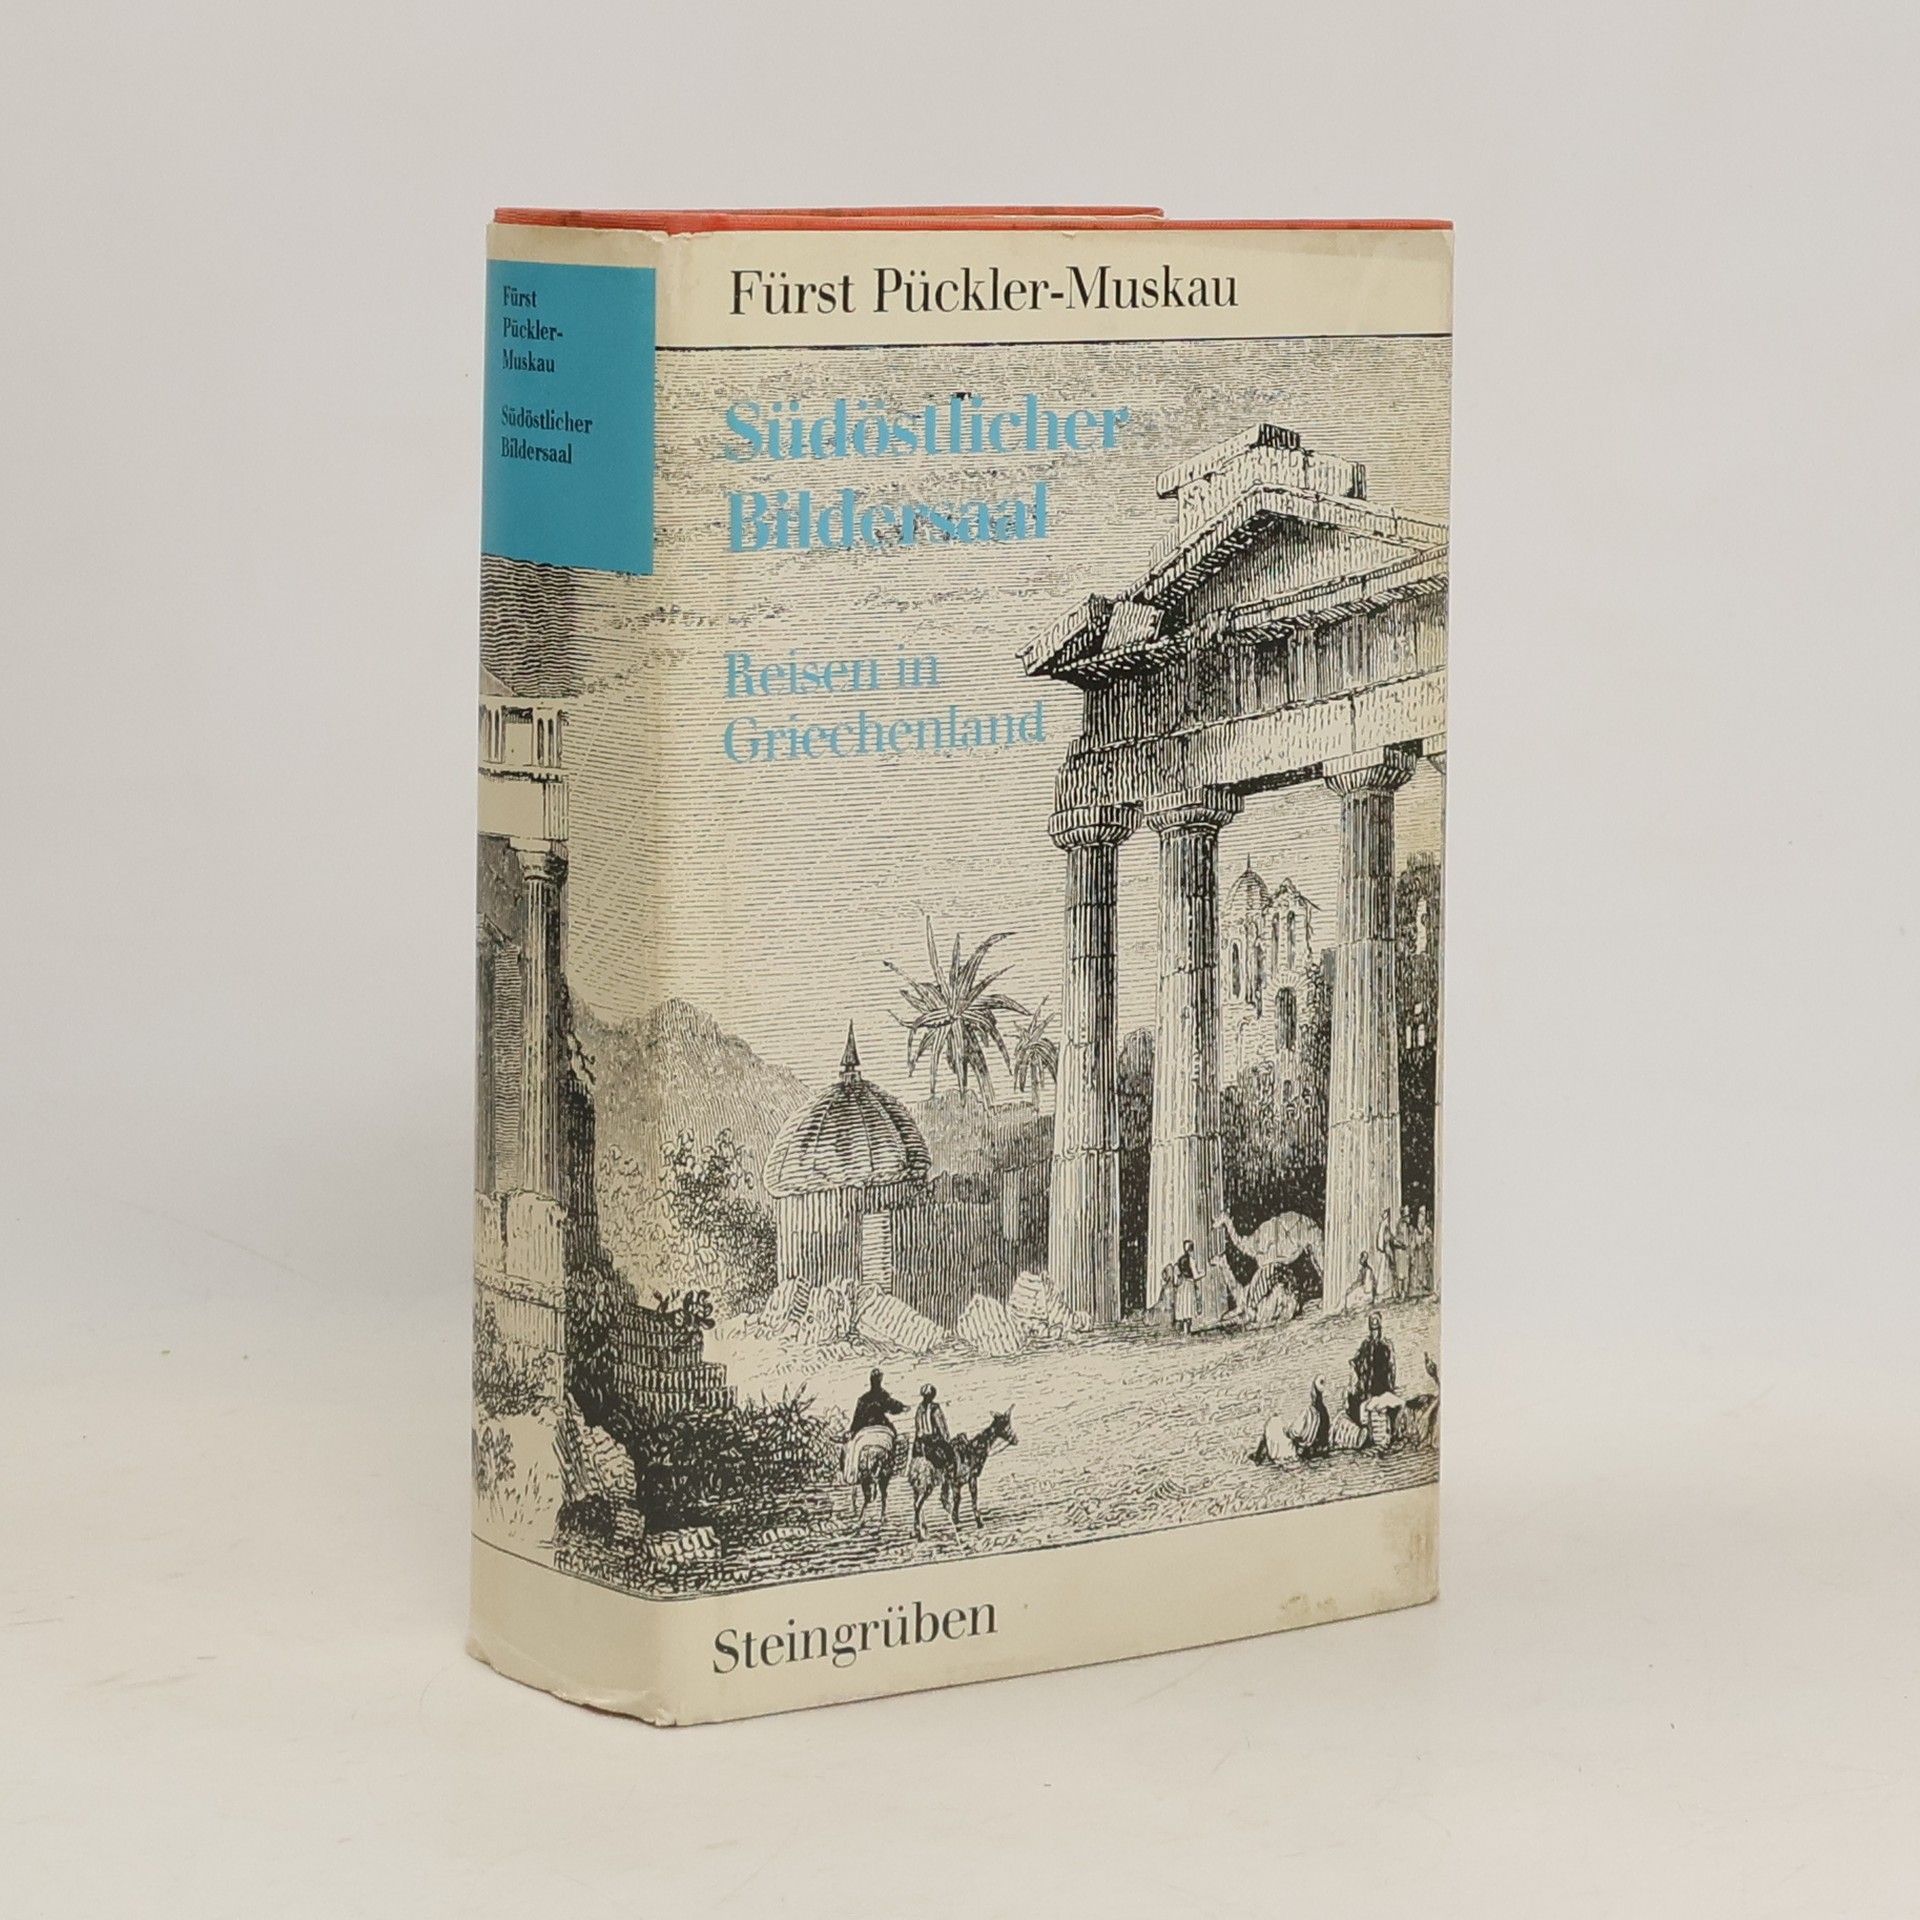 Fürst
Pückler-
Muskau
Südöstlicher
Bildersaal
Fürst Pückler-Muskau
Südöstlicher
Bildersaal
Reisen in
Griechenland
Steingrüben